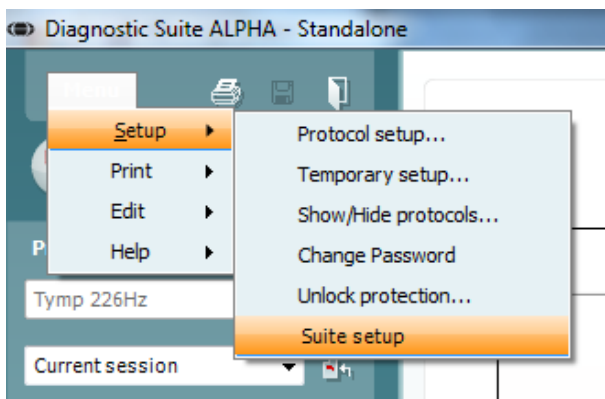 Diagnostic Suite ALPHA - Standalone
Menu
Setup
Print
Edit
Help
Protocol setup...
Temporary setup...
Show/Hide protocols...
Change Password
Unlock protection...
Suite setup
P
Tymp 226Hz
Current session